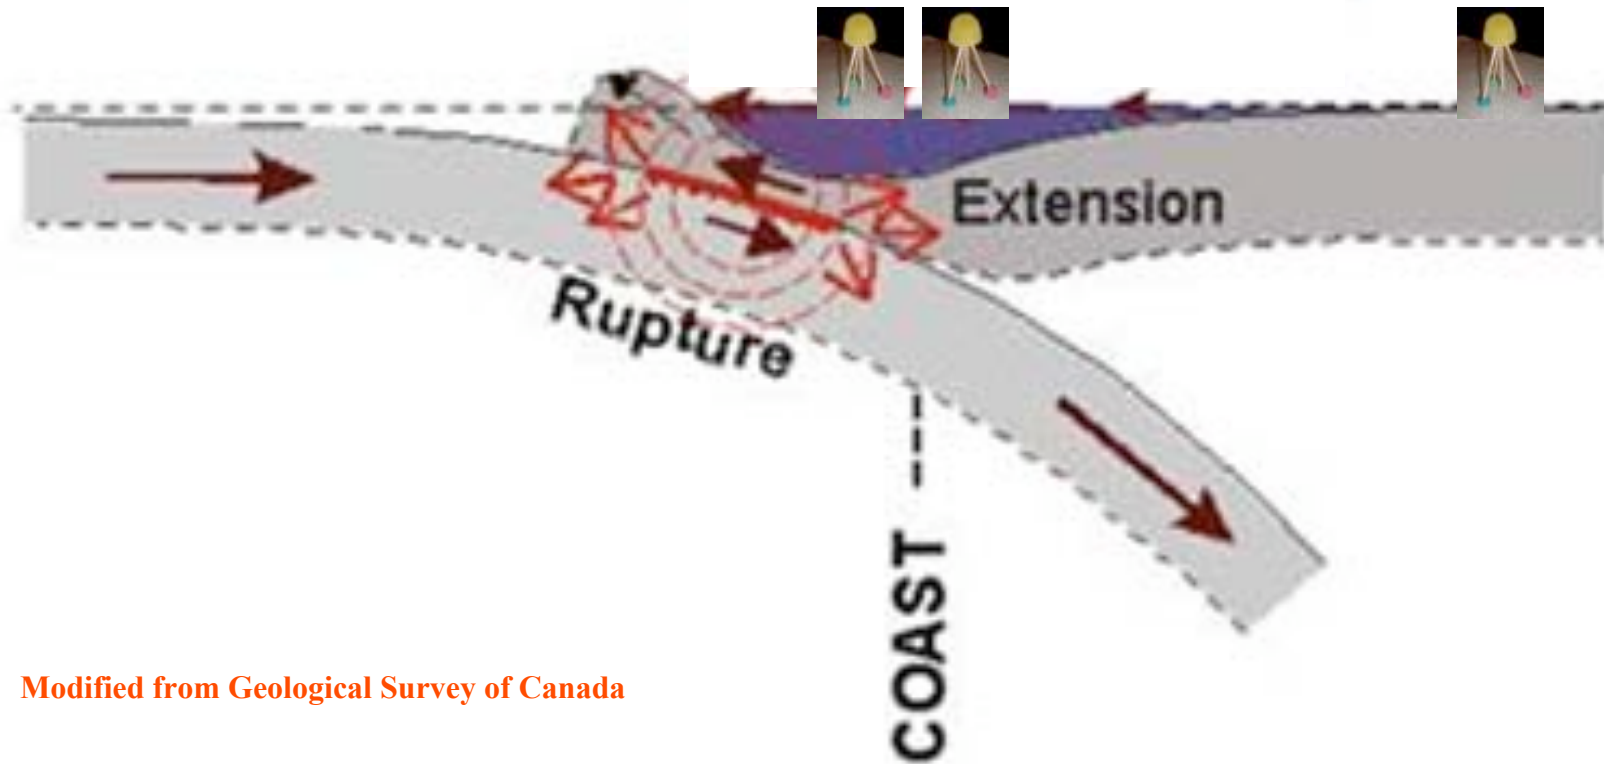 Extension
Rupture
COAST
Modified from Geological Survey of Canada